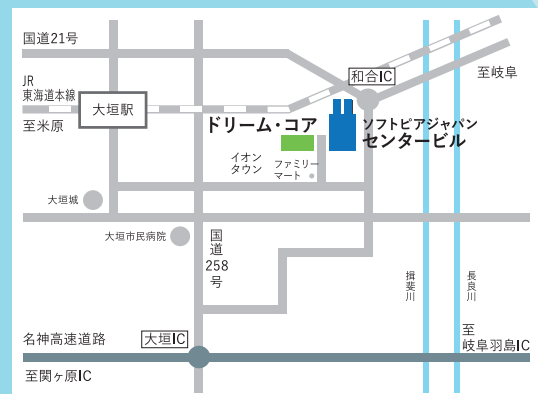 国道21号
和合IC
至岐阜
JR
東海道本線
大垣駅
至米原
ドリーム・コア
ソフトピアジャパン
センタービル
イオン
タウン
ファミリー
マート
大垣城
大垣市民病院
国道
258
号
揖斐川
長良川
名神高速道路
大垣IC
至
岐阜羽島IC
至関ヶ原IC